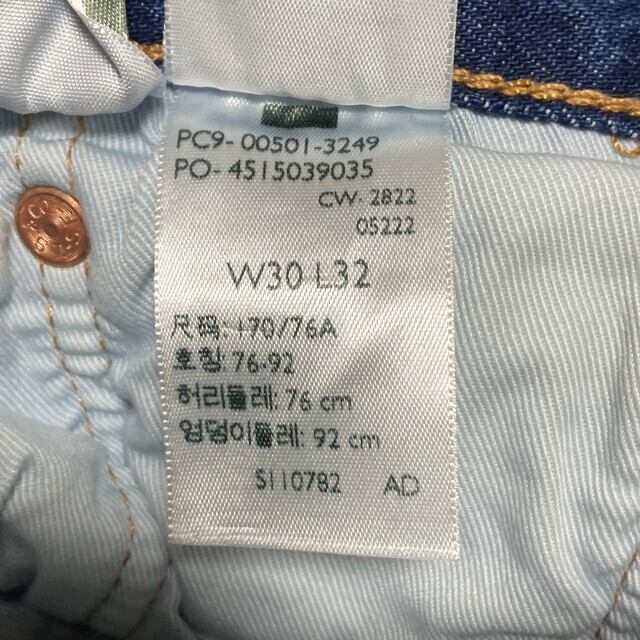 PC9- 00501-3249
PO- 4515039035
CW- 2822
05222
W30 L32
尺码: 170/76A
호칭: 76-92
허리둘레: 76 cm
엉덩이둘레: 92 cm
S110782 AD